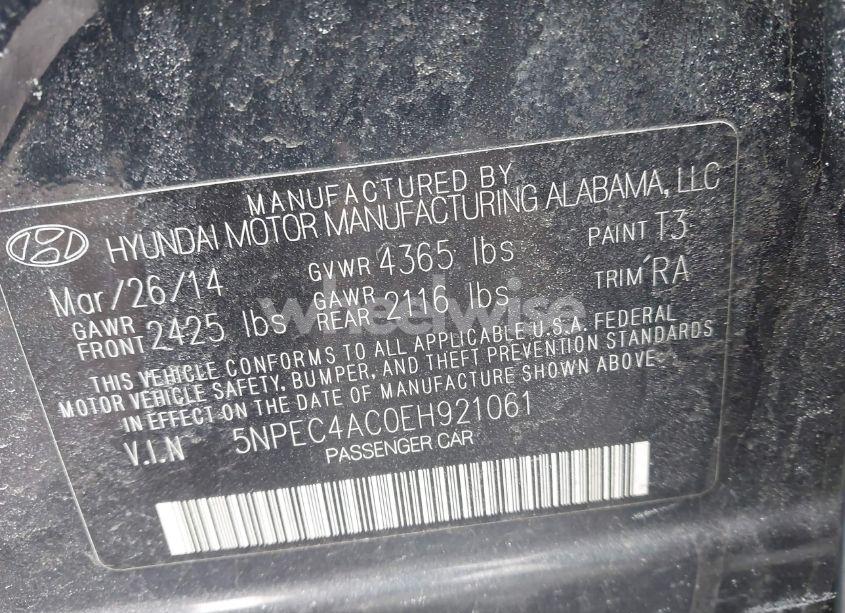 MANUFACTURED BY
HYUNDAI MOTOR MANUFACTURING ALABAMA, LLC
Mar/26/14 GVWR 4365 lbs PAINT T3
GAWR FRONT 2425 lbs GAWR REAR 2116 lbs TRIM RA
THIS VEHICLE CONFORMS TO ALL APPLICABLE U.S.A. FEDERAL
MOTOR VEHICLE SAFETY, BUMPER, AND THEFT PREVENTION STANDARDS
IN EFFECT ON THE DATE OF MANUFACTURE SHOWN ABOVE.
V.I.N 5NPEC4AC0EH921061
PASSENGER CAR
wheelwise